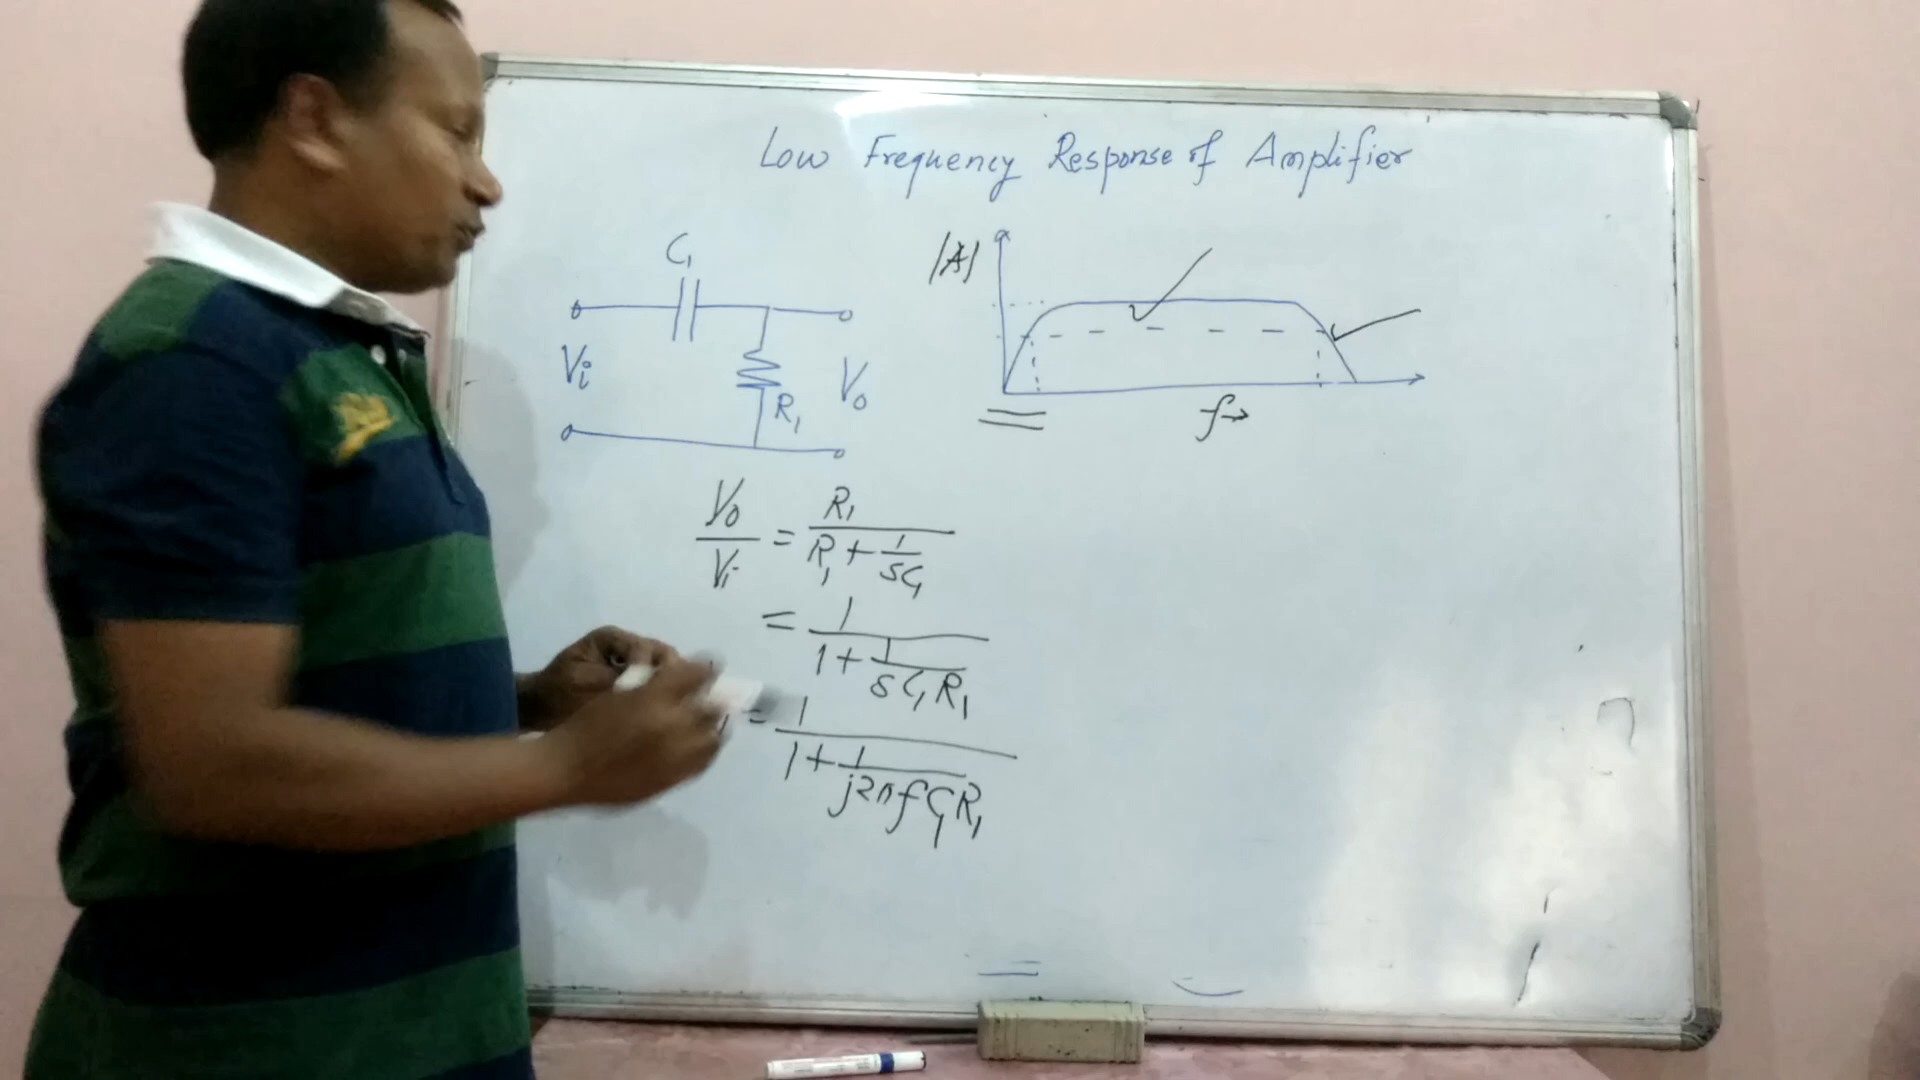 Low Frequency Response of Amplifier
C₁
Vᵢ
R₁
V₀
|A|
f→
V₀/Vᵢ = R₁/(R₁ + 1/sC₁)
= 1/(1 + 1/sC₁R₁)
= 1/(1 + 1/j2πfC₁R₁)